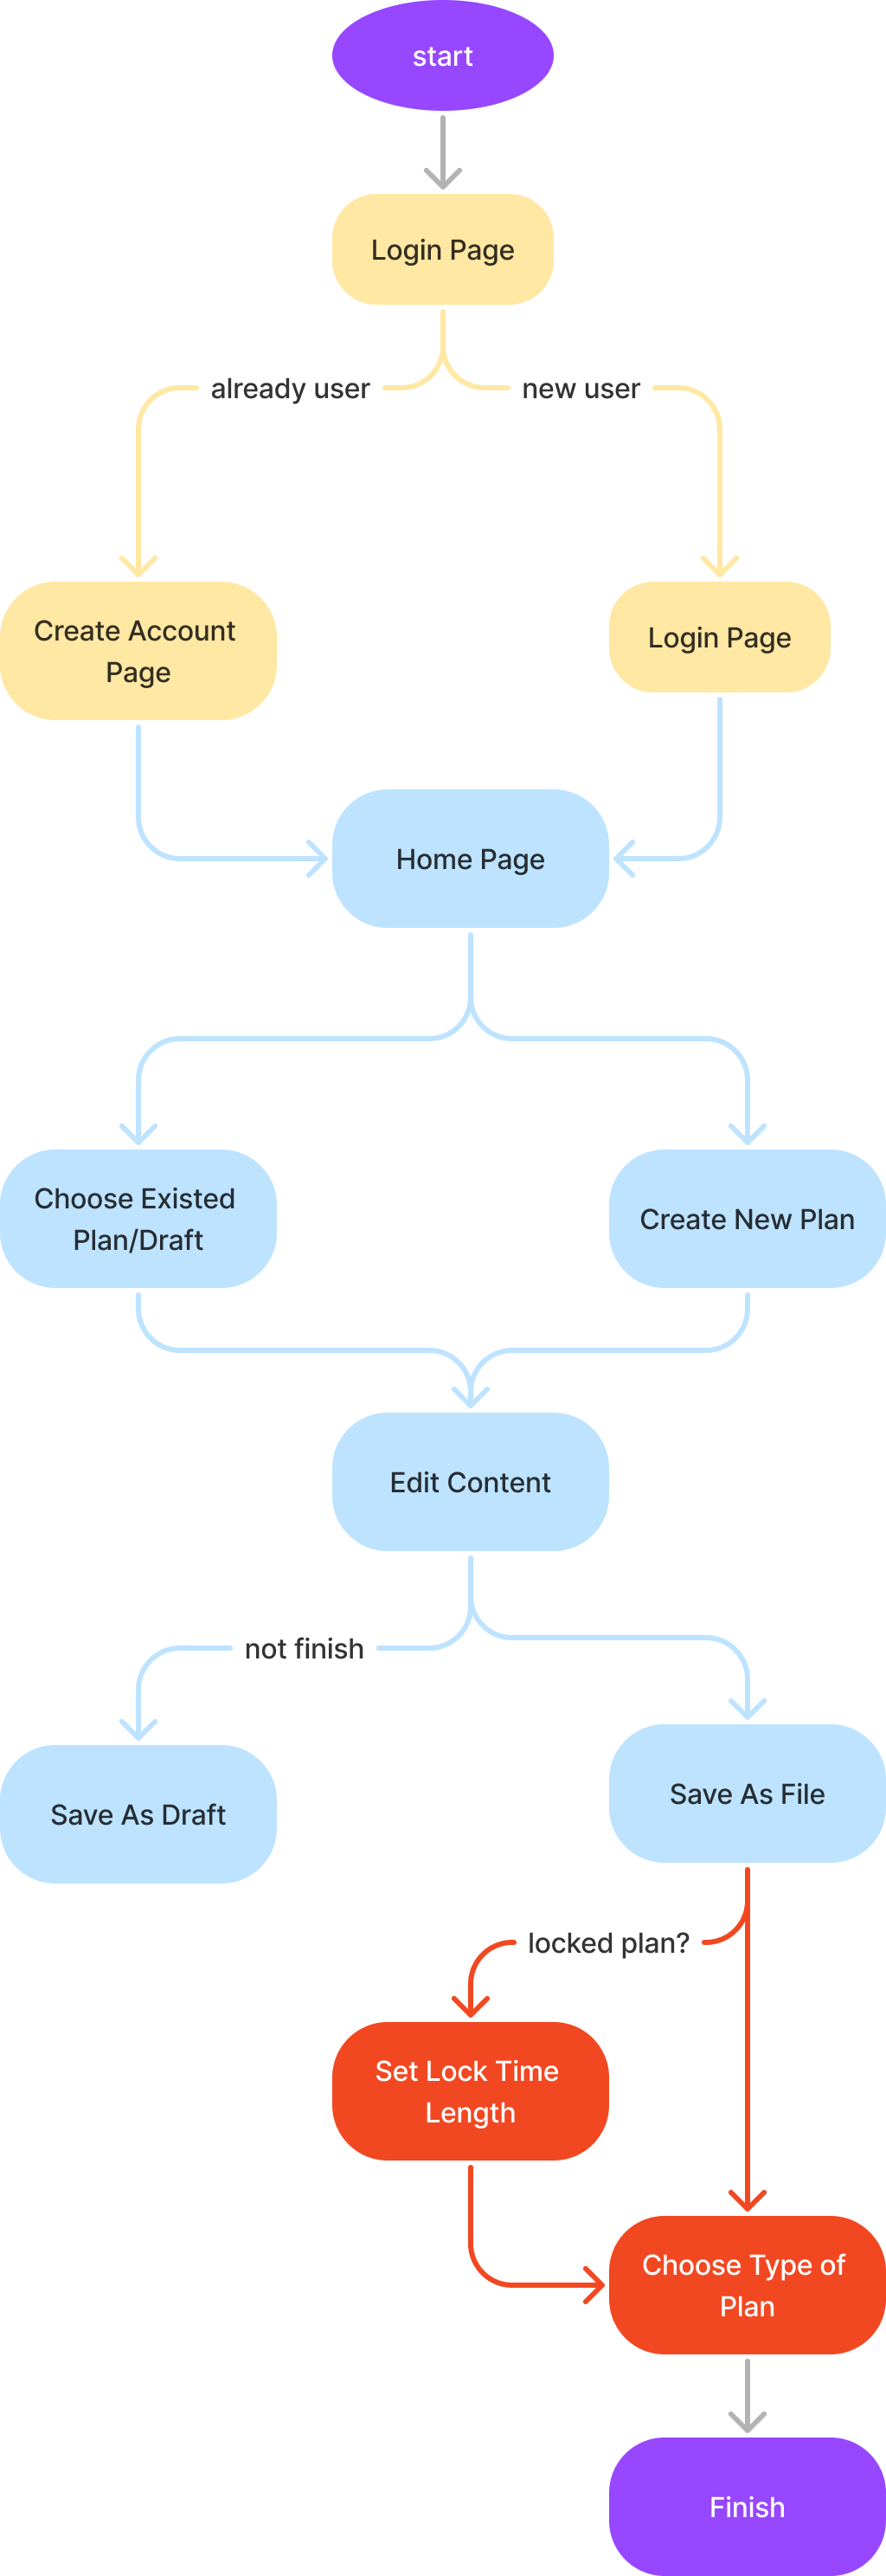 start
Login Page
already user
new user
Create Account
Page
Login Page
Home Page
Choose Existed
Plan/Draft
Create New Plan
Edit Content
not finish
Save As Draft
Save As File
locked plan?
Set Lock Time
Length
Choose Type of
Plan
Finish